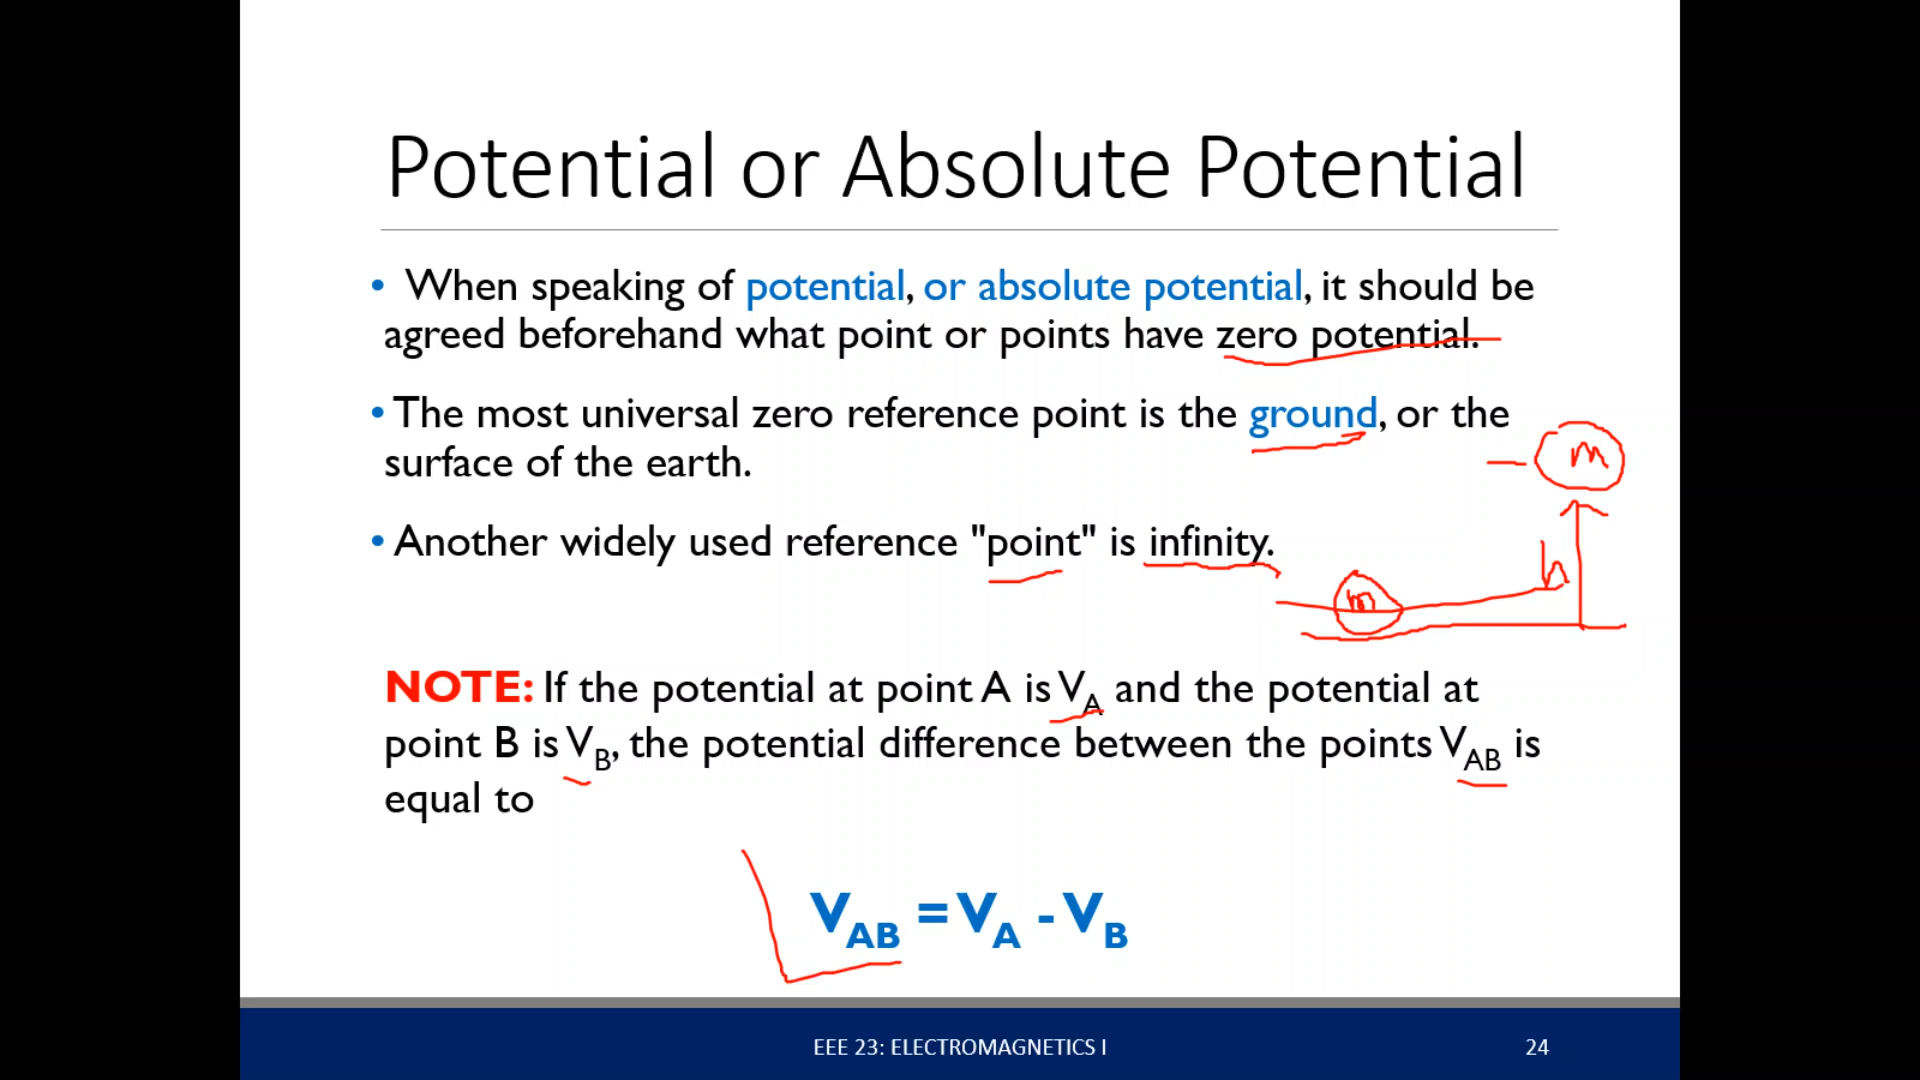 Potential or Absolute Potential
• When speaking of potential, or absolute potential, it should be
agreed beforehand what point or points have zero potential.
• The most universal zero reference point is the ground, or the
surface of the earth.
m
• Another widely used reference "point" is infinity.
h
m
NOTE: If the potential at point A is VA and the potential at
point B is VB, the potential difference between the points VAB is
equal to
VAB = VA - VB
EEE 23: ELECTROMAGNETICS I
24